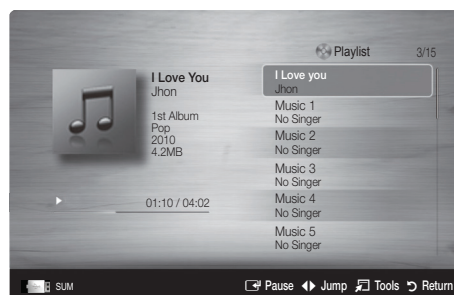 Playlist 3/15
I Love You
Jhon
1st Album
Pop
2010
4.2MB
01:10 / 04:02
I Love you
Jhon
Music 1
No Singer
Music 2
No Singer
Music 3
No Singer
Music 4
No Singer
Music 5
No Singer
SUM Pause Jump Tools Return